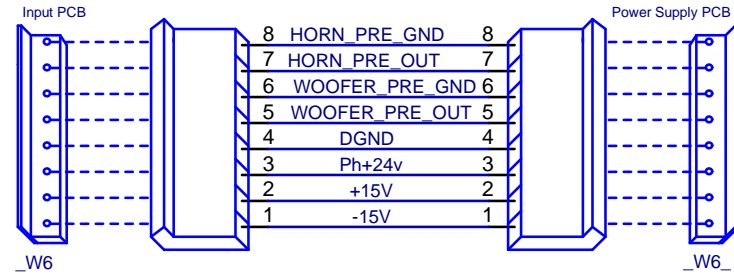 Input PCB Power Supply PCB
8 HORN_PRE_GND 8
7 HORN_PRE_OUT 7
6 WOOFER_PRE_GND 6
5 WOOFER_PRE_OUT 5
4 DGND 4
3 Ph+24v 3
2 +15V 2
1 -15V 1
_W6 _W6_